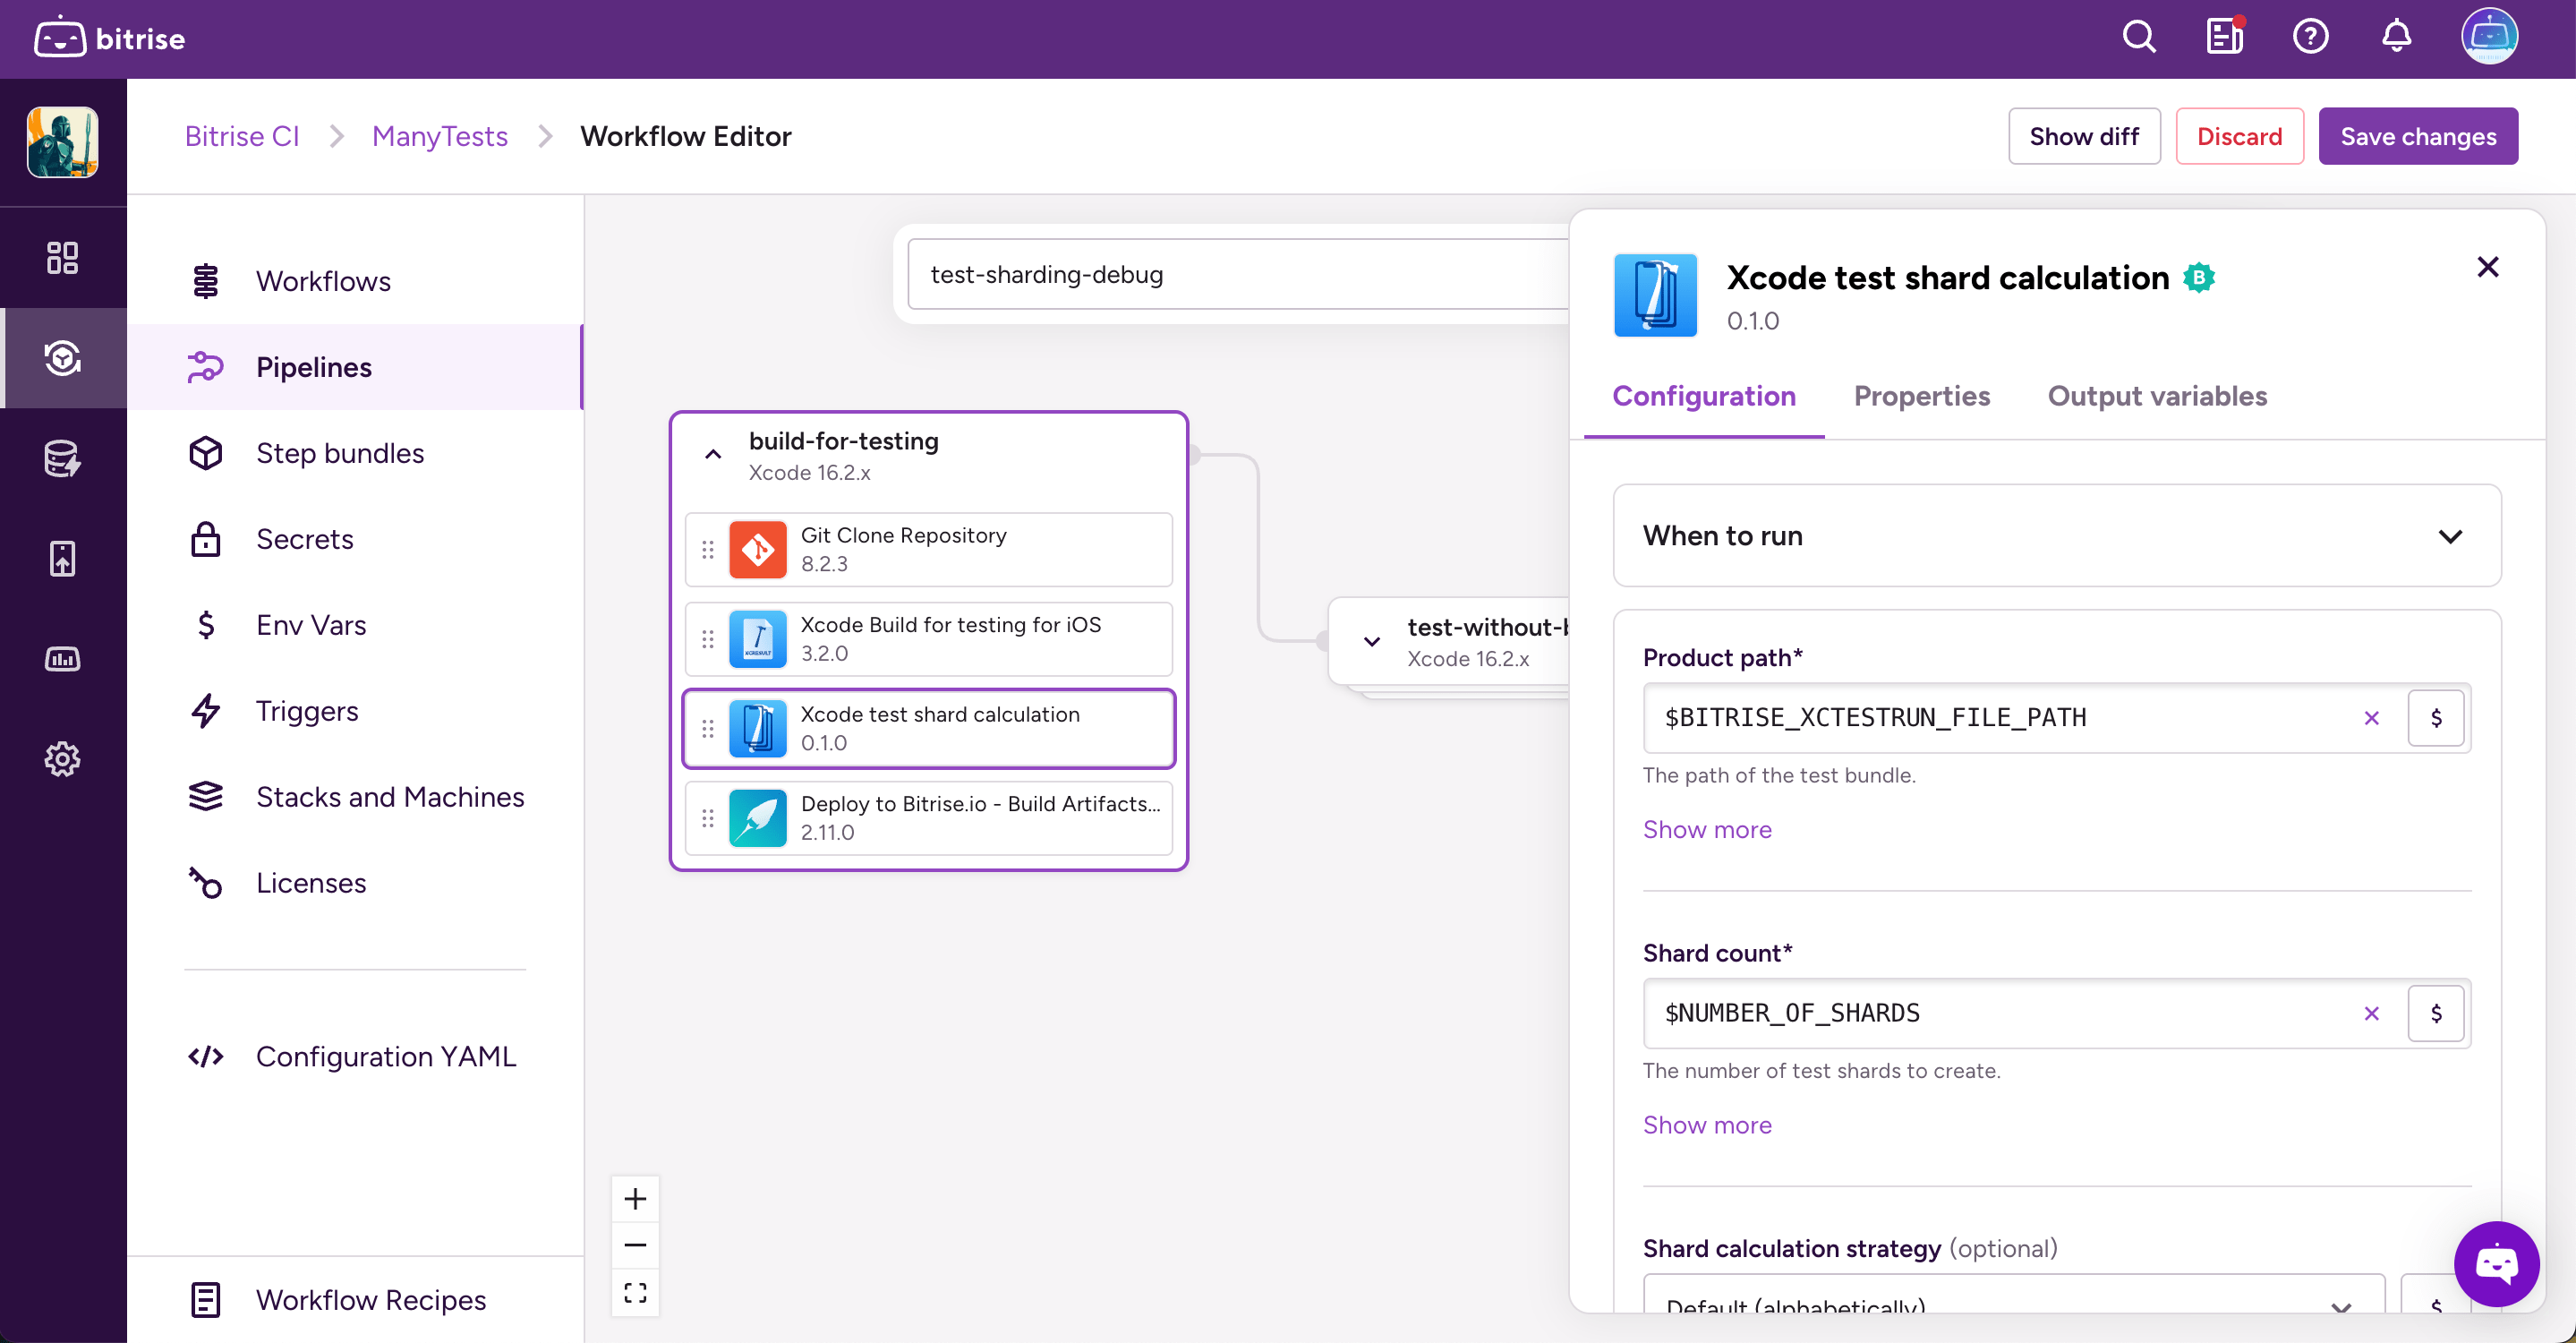 bitrise
Bitrise CI
ManyTests
Workflow Editor
Show diff
Discard
Save changes
Workflows
Pipelines
Step bundles
Secrets
$ Env Vars
Triggers
Stacks and Machines
Licenses
</> Configuration YAML
Workflow Recipes
test-sharding-debug
build-for-testing
Xcode 16.2.x
Git Clone Repository
8.2.3
Xcode Build for testing for iOS
3.2.0
Xcode test shard calculation
0.1.0
Deploy to Bitrise.io - Build Artifacts...
2.11.0
test-without-b
Xcode 16.2.x
Xcode test shard calculation B
0.1.0
Configuration
Properties
Output variables
When to run
Product path*
$BITRISE_XCTESTRUN_FILE_PATH
$
The path of the test bundle.
Show more
Shard count*
$NUMBER_OF_SHARDS
$
The number of test shards to create.
Show more
Shard calculation strategy (optional)
Default (alphabetically)
$